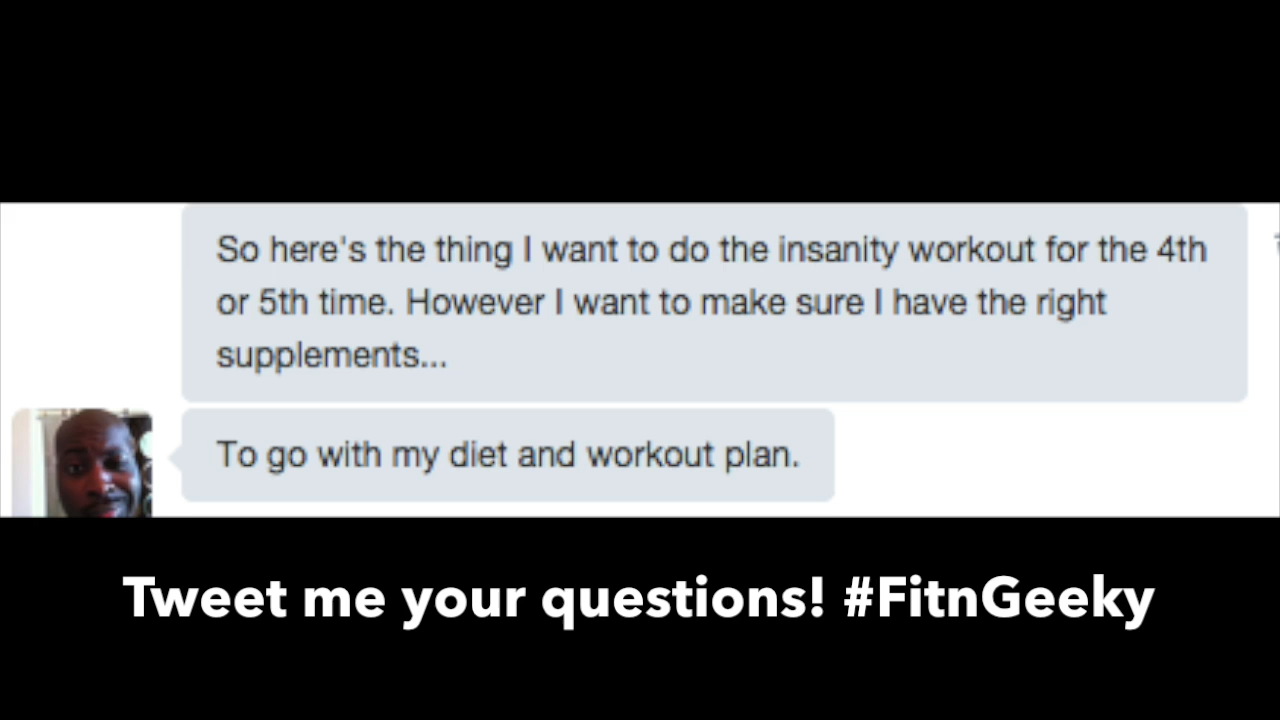 So here's the thing I want to do the insanity workout for the 4th
or 5th time. However I want to make sure I have the right
supplements...
To go with my diet and workout plan.
Tweet me your questions! #FitnGeeky